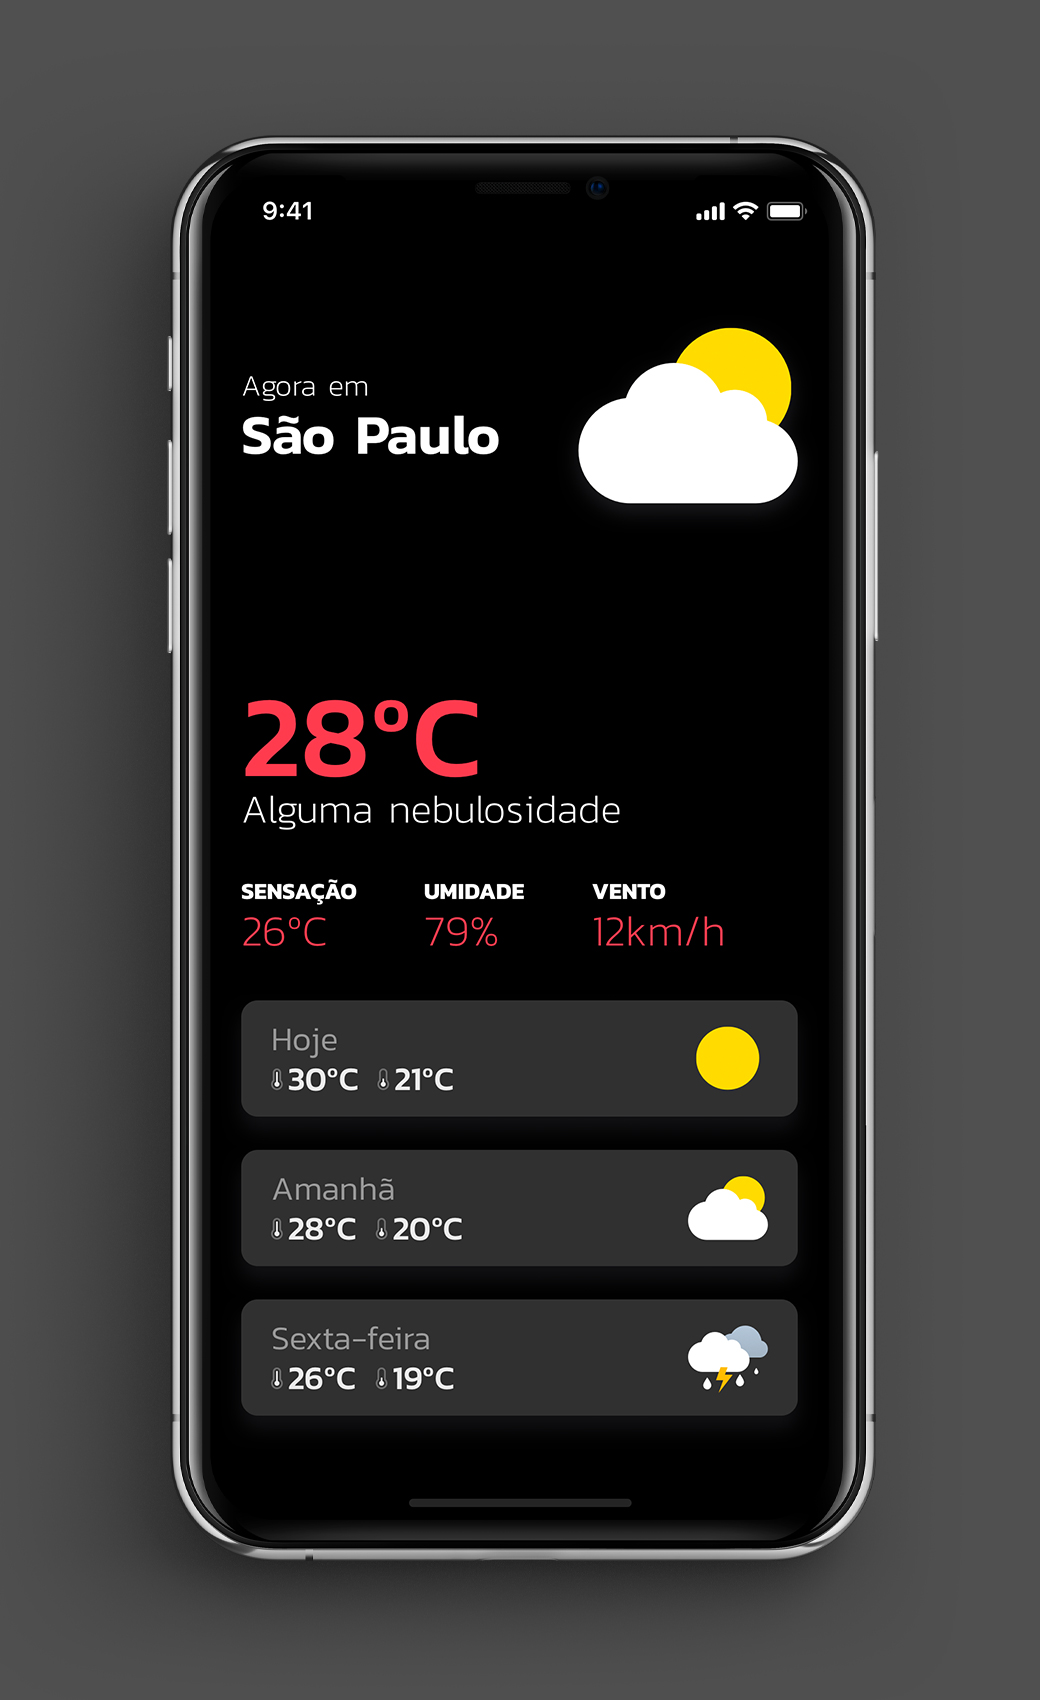 9:41
Agora em
São Paulo
28°C
Alguma nebulosidade
SENSAÇÃO UMIDADE VENTO
26°C 79% 12km/h
Hoje
30°C 21°C
Amanhã
28°C 20°C
Sexta-feira
26°C 19°C